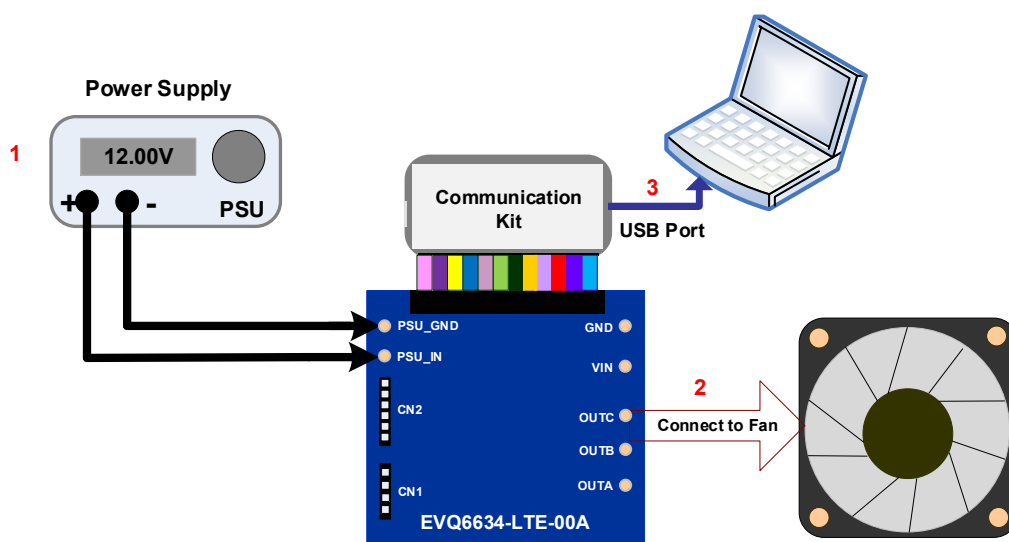 Power Supply
1
12.00V
+
-
PSU
Communication
Kit
3
USB Port
PSU_GND
GND
PSU_IN
VIN
CN2
OUTC
2
Connect to Fan
OUTB
CN1
OUTA
EVQ6634-LTE-00A